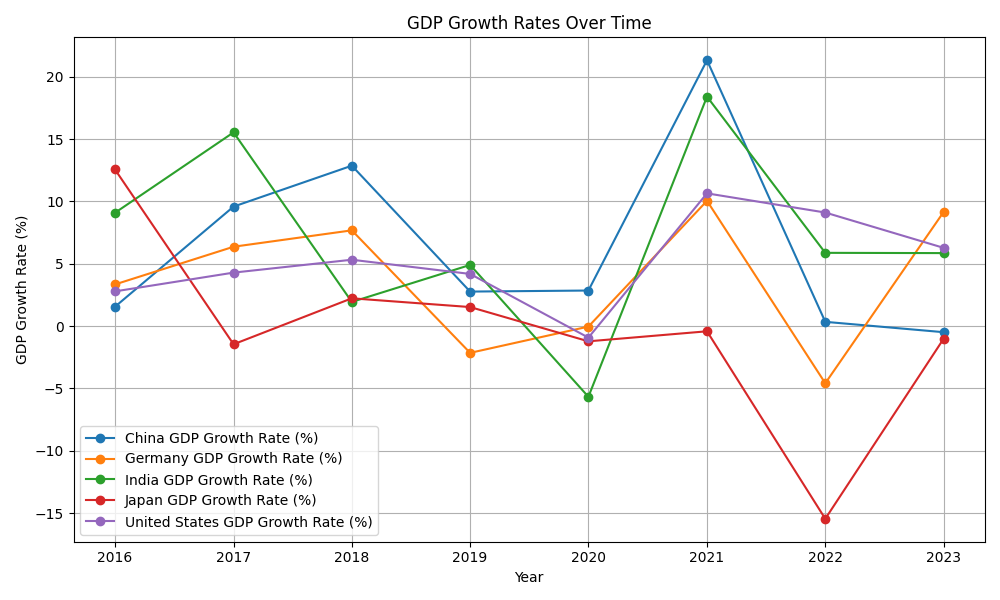 GDP Growth Rates Over Time
GDP Growth Rate (%)
20
15
10
5
0
−5
−10
−15
China GDP Growth Rate (%)
Germany GDP Growth Rate (%)
India GDP Growth Rate (%)
Japan GDP Growth Rate (%)
United States GDP Growth Rate (%)
2016 2017 2018 2019 2020 2021 2022 2023
Year